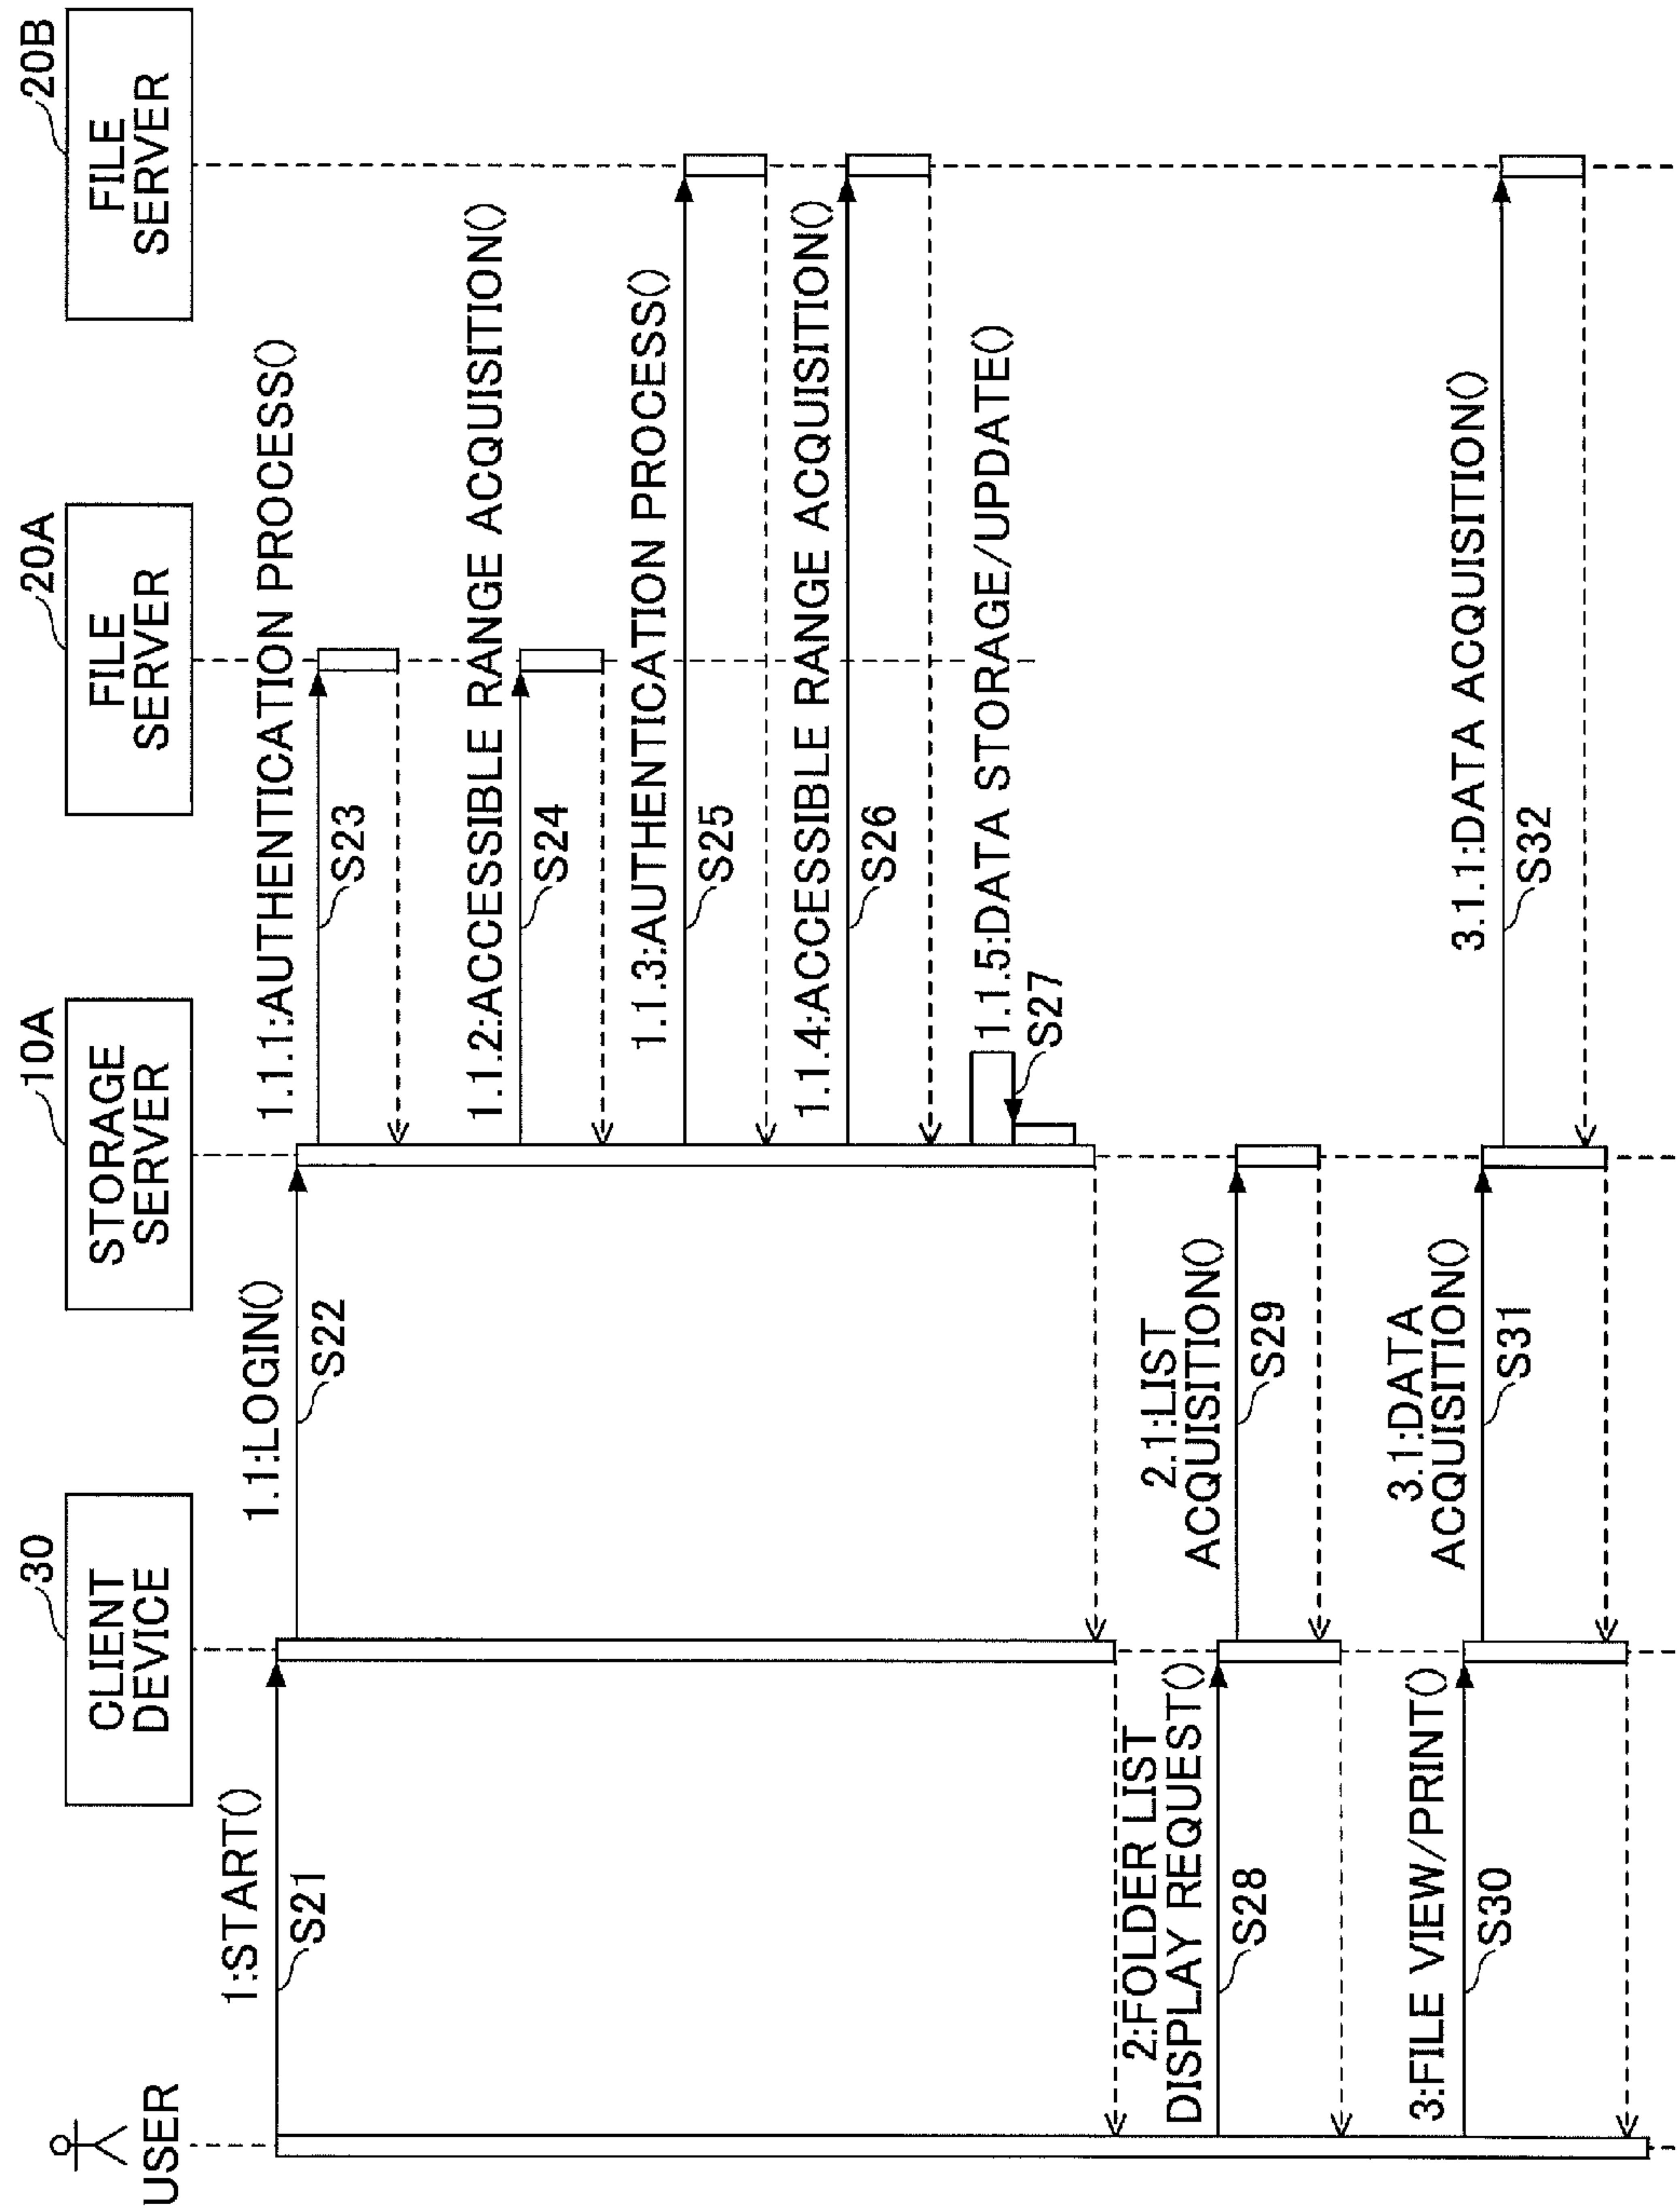 USER
30
CLIENT
DEVICE
10A
STORAGE
SERVER
20A
FILE
SERVER
20B
FILE
SERVER
1:START()
S21
1.1:LOGIN()
S22
1.1.1:AUTHENTICATION PROCESS()
S23
1.1.2:ACCESSIBLE RANGE ACQUISITION()
S24
1.1.3:AUTHENTICATION PROCESS()
S25
1.1.4:ACCESSIBLE RANGE ACQUISITION()
S26
1.1.5:DATA STORAGE/UPDATE()
S27
2:FOLDER LIST
DISPLAY REQUEST()
S28
2.1:LIST
ACQUISITION()
S29
3:FILE VIEW/PRINT()
S30
3.1:DATA
ACQUISITION()
S31
3.1.1:DATA ACQUISITION()
S32